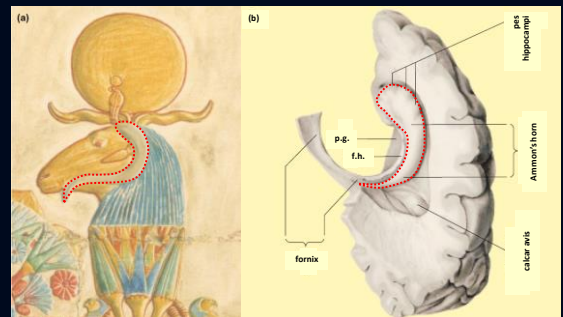 (a)
(b)
pes
hippocampi
p.g.
f.h.
Ammon's horn
fornix
calcar avis